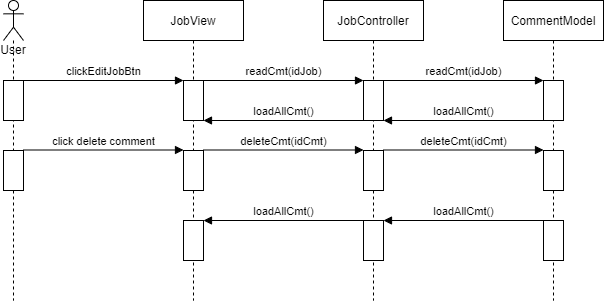 JobView
JobController
CommentModel
User
clickEditJobBtn
readCmt(idJob)
readCmt(idJob)
loadAllCmt()
loadAllCmt()
click delete comment
deleteCmt(idCmt)
deleteCmt(idCmt)
loadAllCmt()
loadAllCmt()